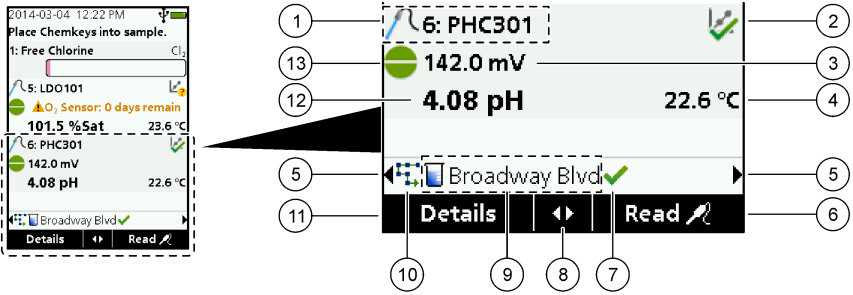 2014-03-04 12:22 PM
Place Chemkeys into sample.
1: Free Chlorine Cl2
5: LDO101
O2 Sensor: 0 days remain
101.5 %Sat 23.6 °C
6: PHC301
142.0 mV
4.08 pH 22.6 °C
Broadway Blvd
Details Read
1 6: PHC301 2
13 142.0 mV 3
12 4.08 pH 22.6 °C 4
5 Broadway Blvd 5
11 Details Read 6
10 9 8 7